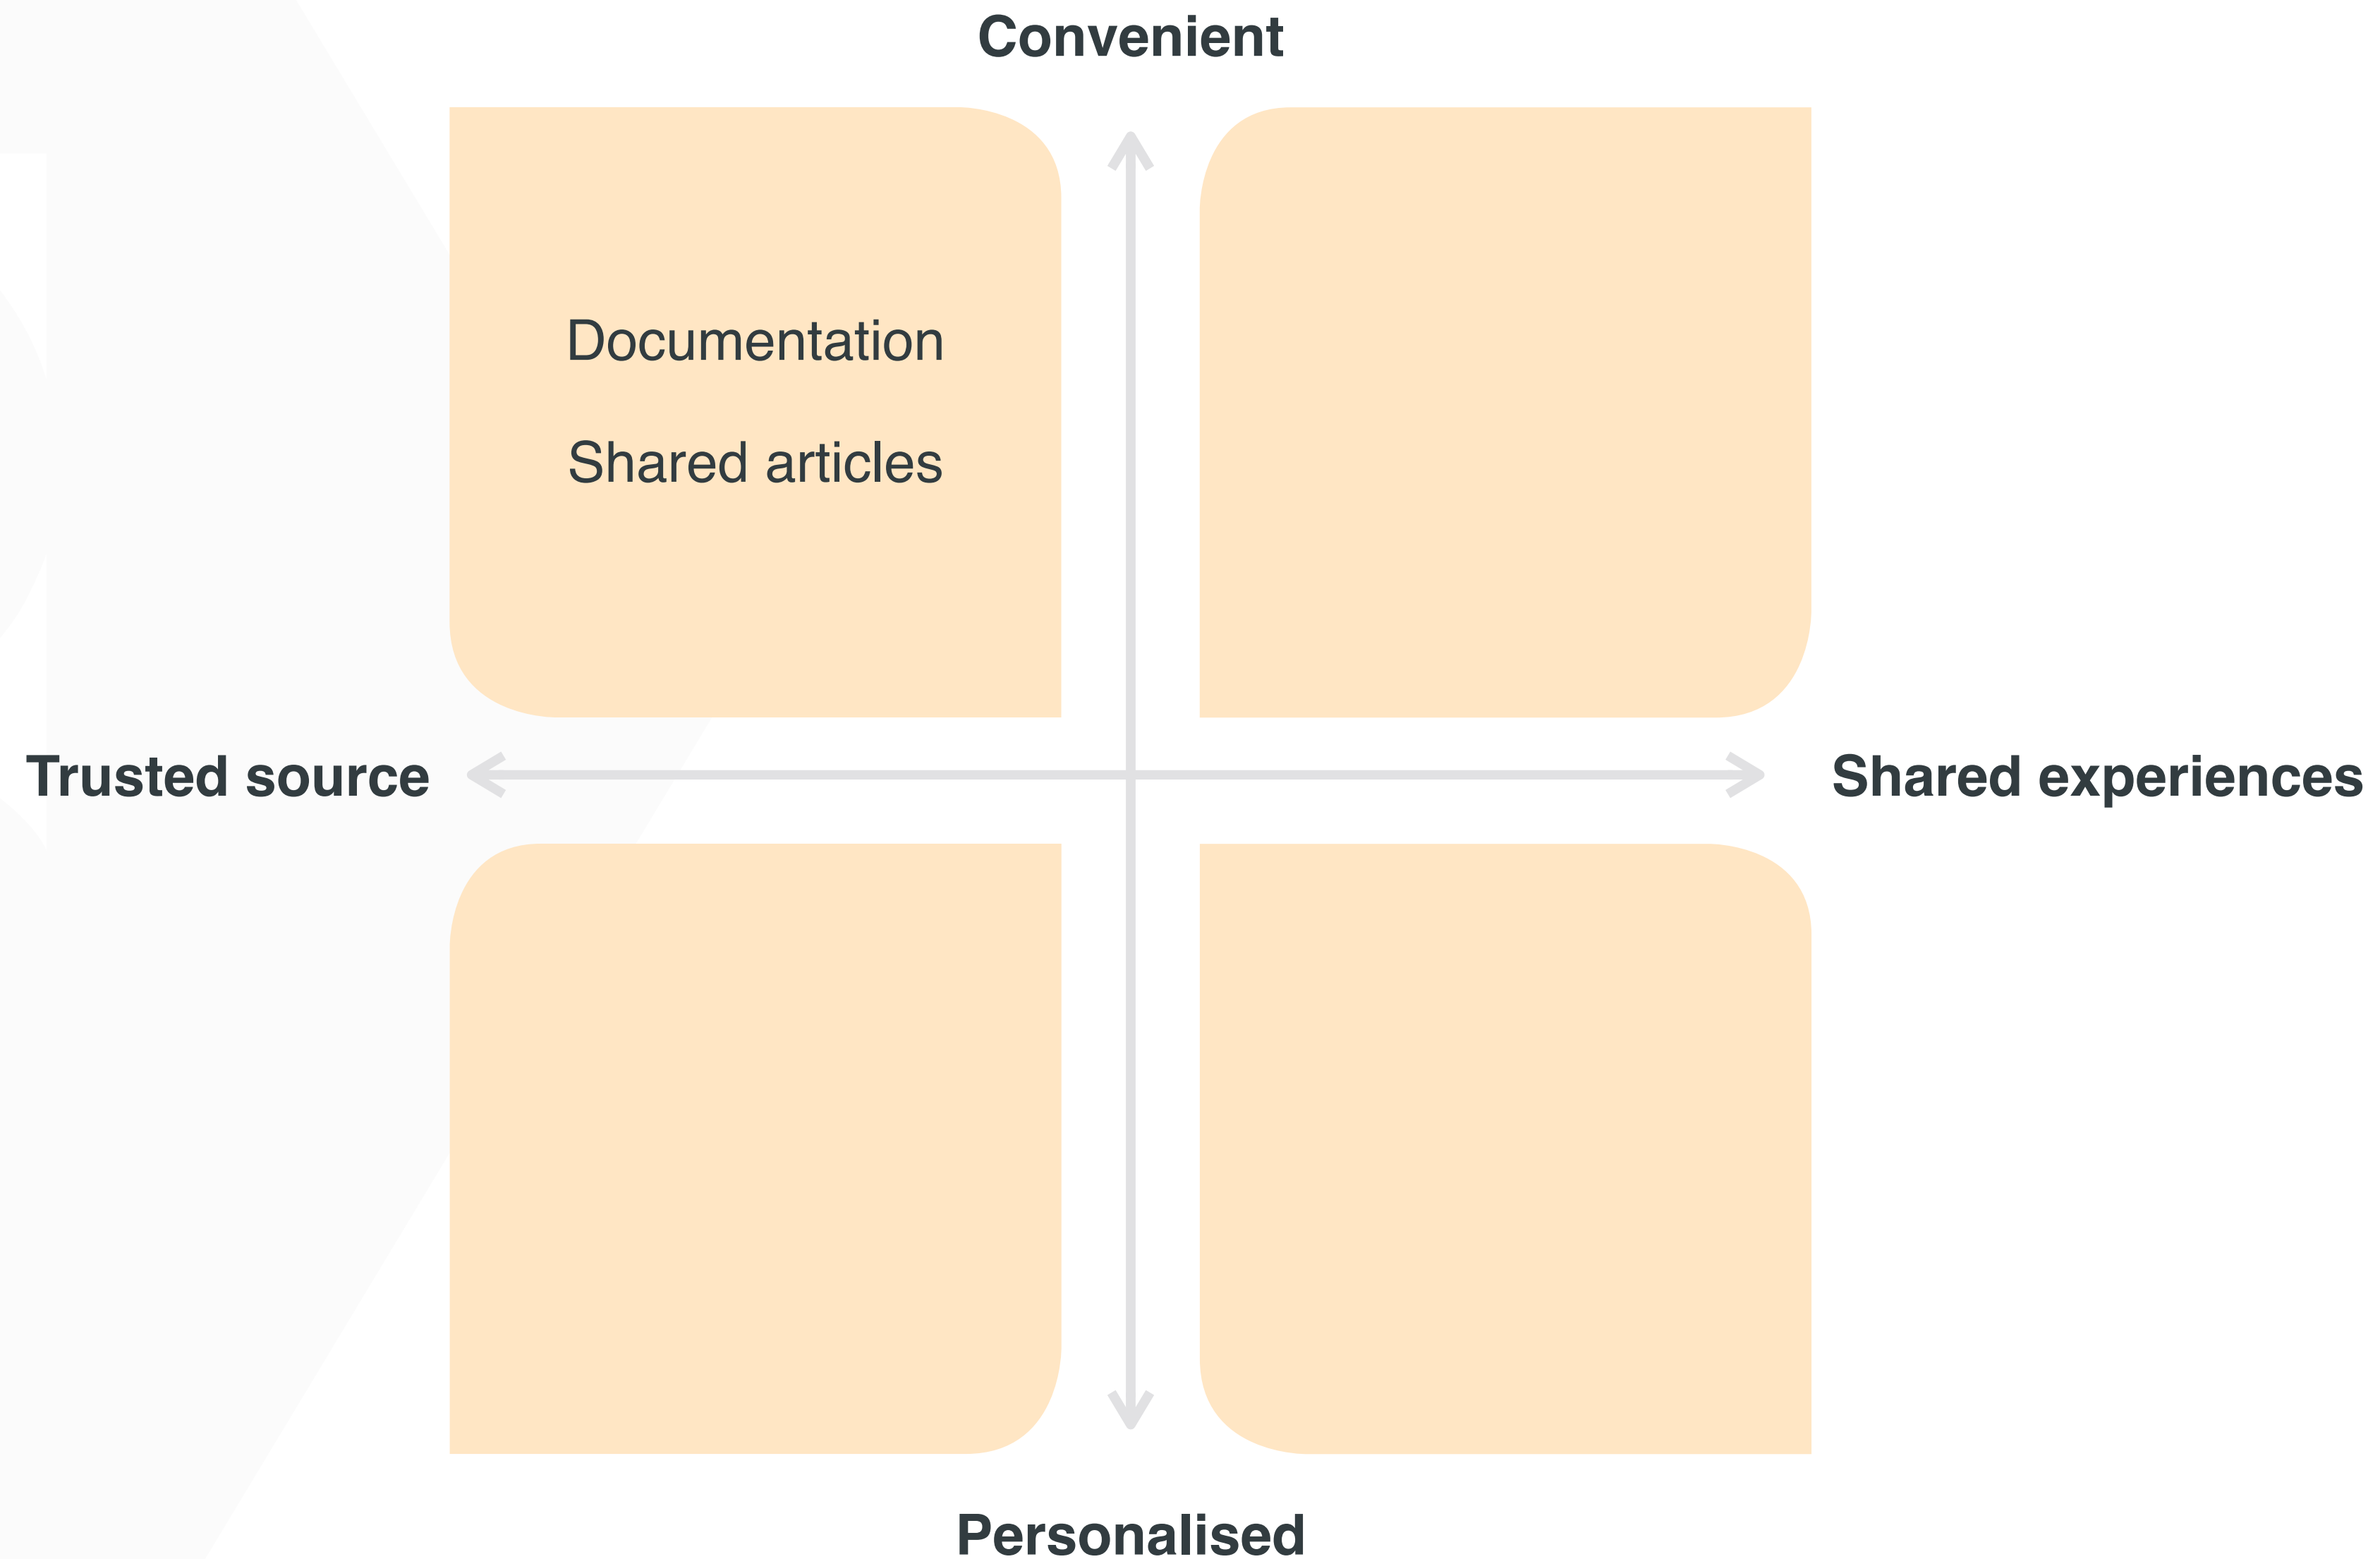 Convenient
Documentation
Shared articles
Trusted source
Shared experiences
Personalised